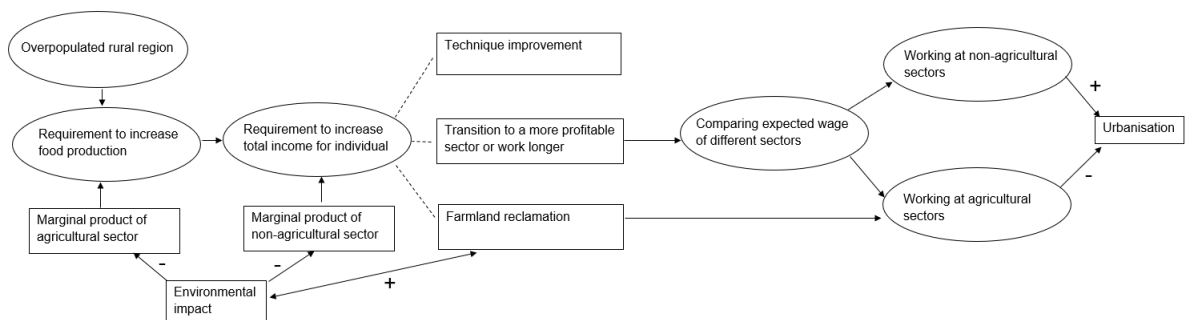 Overpopulated rural region
Requirement to increase
food production
Marginal product of
agricultural sector
-
Environmental
impact
Requirement to increase
total income for individual
Marginal product of
non-agricultural sector
-
+
Technique improvement
Transition to a more profitable
sector or work longer
Farmland reclamation
Comparing expected wage
of different sectors
Working at non-agricultural
sectors
Working at agricultural
sectors
+
-
Urbanisation